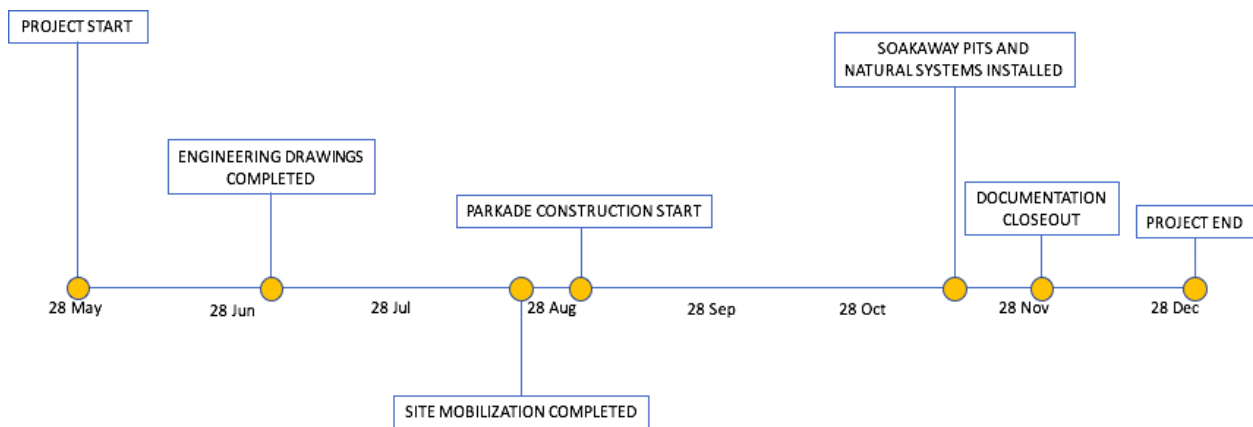 PROJECT START
SOAKAWAY PITS AND
NATURAL SYSTEMS INSTALLED
ENGINEERING DRAWINGS
COMPLETED
PARKADE CONSTRUCTION START
DOCUMENTATION
CLOSEOUT
PROJECT END
28 May
28 Jun
28 Jul
28 Aug
28 Sep
28 Oct
28 Nov
28 Dec
SITE MOBILIZATION COMPLETED